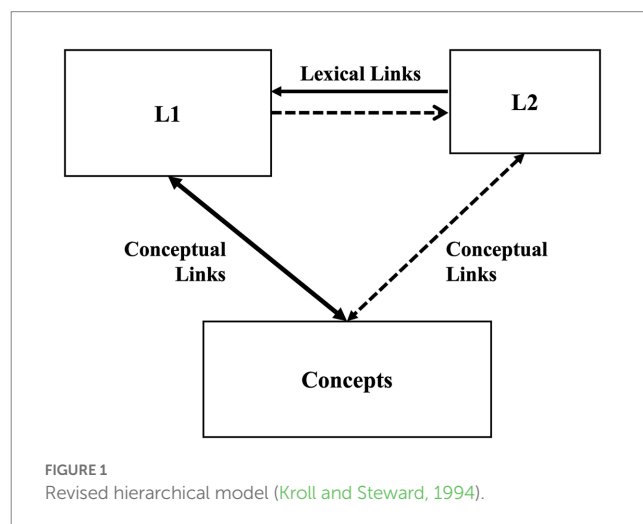 Lexical Links
L1
L2
Conceptual
Links
Conceptual
Links
Concepts
FIGURE 1
Revised hierarchical model (Kroll and Steward, 1994).